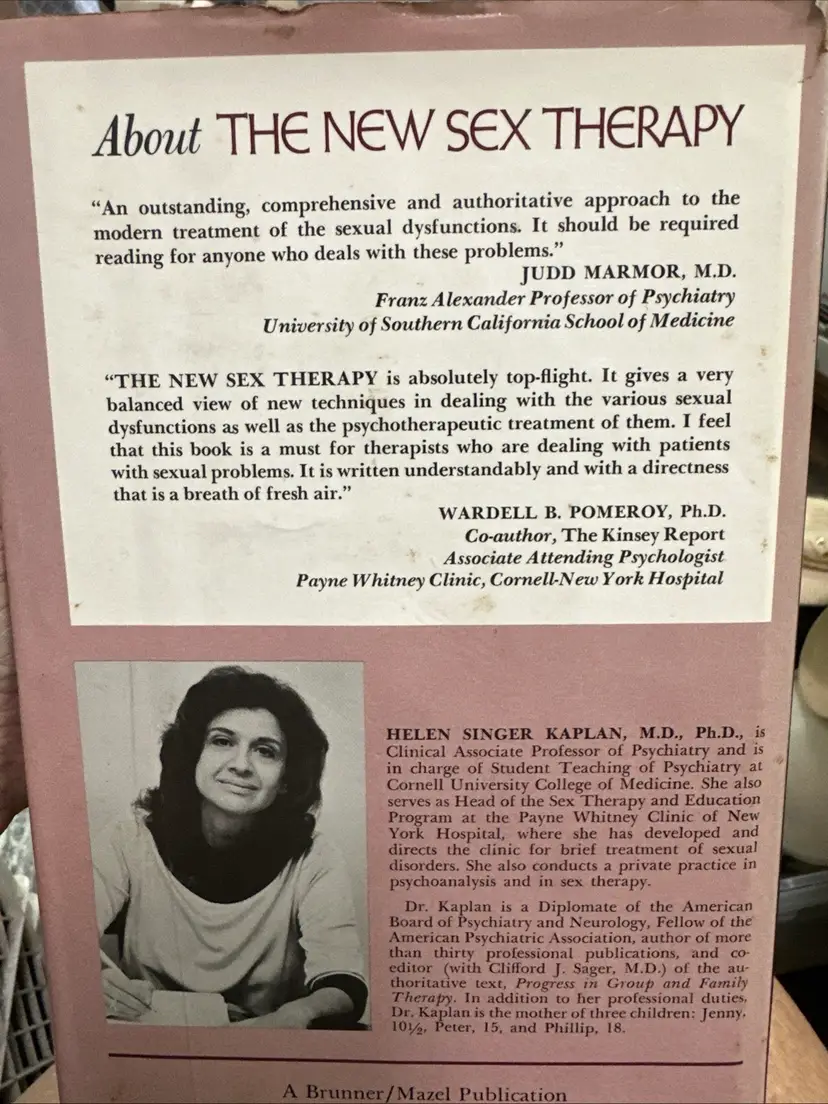 About THE NEW SEX THERAPY
“An outstanding, comprehensive and authoritative approach to the
modern treatment of the sexual dysfunctions. It should be required
reading for anyone who deals with these problems.”
JUDD MARMOR, M.D.
Franz Alexander Professor of Psychiatry
University of Southern California School of Medicine
“THE NEW SEX THERAPY is absolutely top-flight. It gives a very
balanced view of new techniques in dealing with the various sexual
dysfunctions as well as the psychotherapeutic treatment of them. I feel
that this book is a must for therapists who are dealing with patients
with sexual problems. It is written understandably and with a directness
that is a breath of fresh air.”
WARDELL B. POMEROY, Ph.D.
Co-author, The Kinsey Report
Associate Attending Psychologist
Payne Whitney Clinic, Cornell-New York Hospital
HELEN SINGER KAPLAN, M.D., Ph.D., is
Clinical Associate Professor of Psychiatry and is
in charge of Student Teaching of Psychiatry at
Cornell University College of Medicine. She also
serves as Head of the Sex Therapy and Education
Program at the Payne Whitney Clinic of New
York Hospital, where she has developed and
directs the clinic for brief treatment of sexual
disorders. She also conducts a private practice in
psychoanalysis and in sex therapy.
Dr. Kaplan is a Diplomate of the American
Board of Psychiatry and Neurology, Fellow of the
American Psychiatric Association, author of more
than thirty professional publications, and co-
editor (with Clifford J. Sager, M.D.) of the au-
thoritative text, Progress in Group and Family
Therapy. In addition to her professional duties,
Dr. Kaplan is the mother of three children: Jenny,
10½, Peter, 15, and Phillip, 18.
A Brunner/Mazel Publication